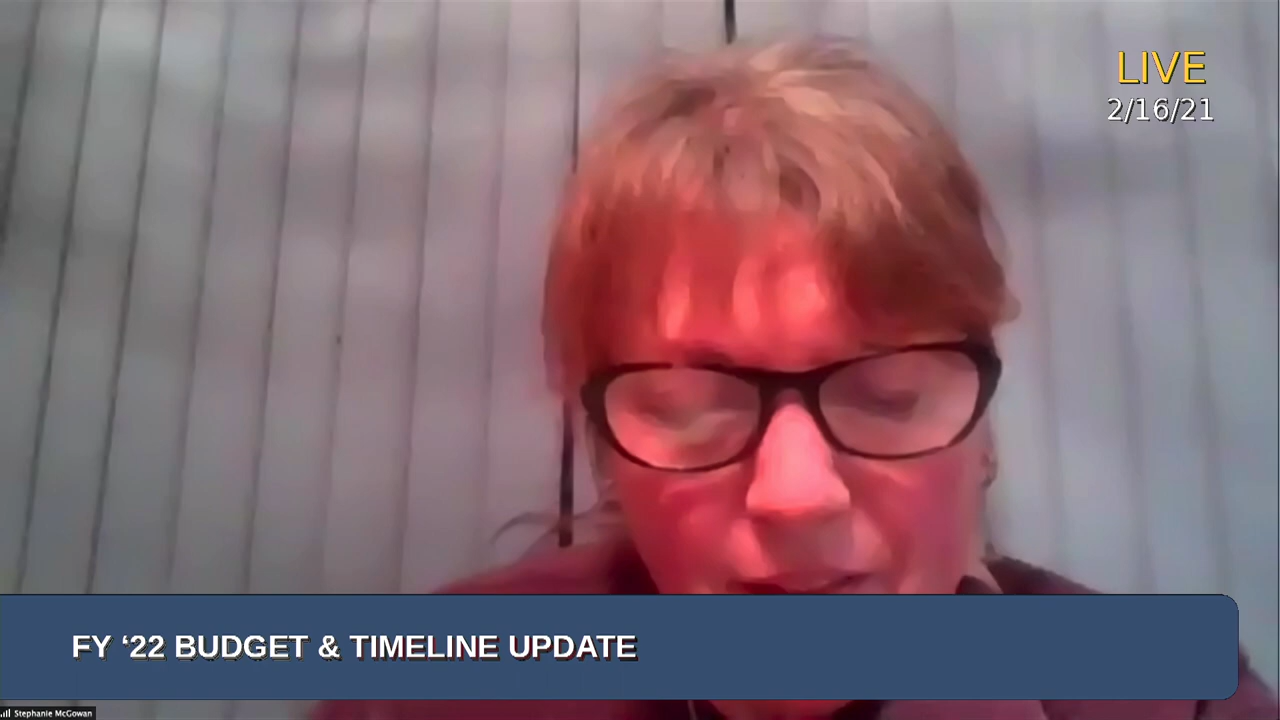 LIVE
2/16/21
FY ‘22 BUDGET & TIMELINE UPDATE
Stephanie McGowan